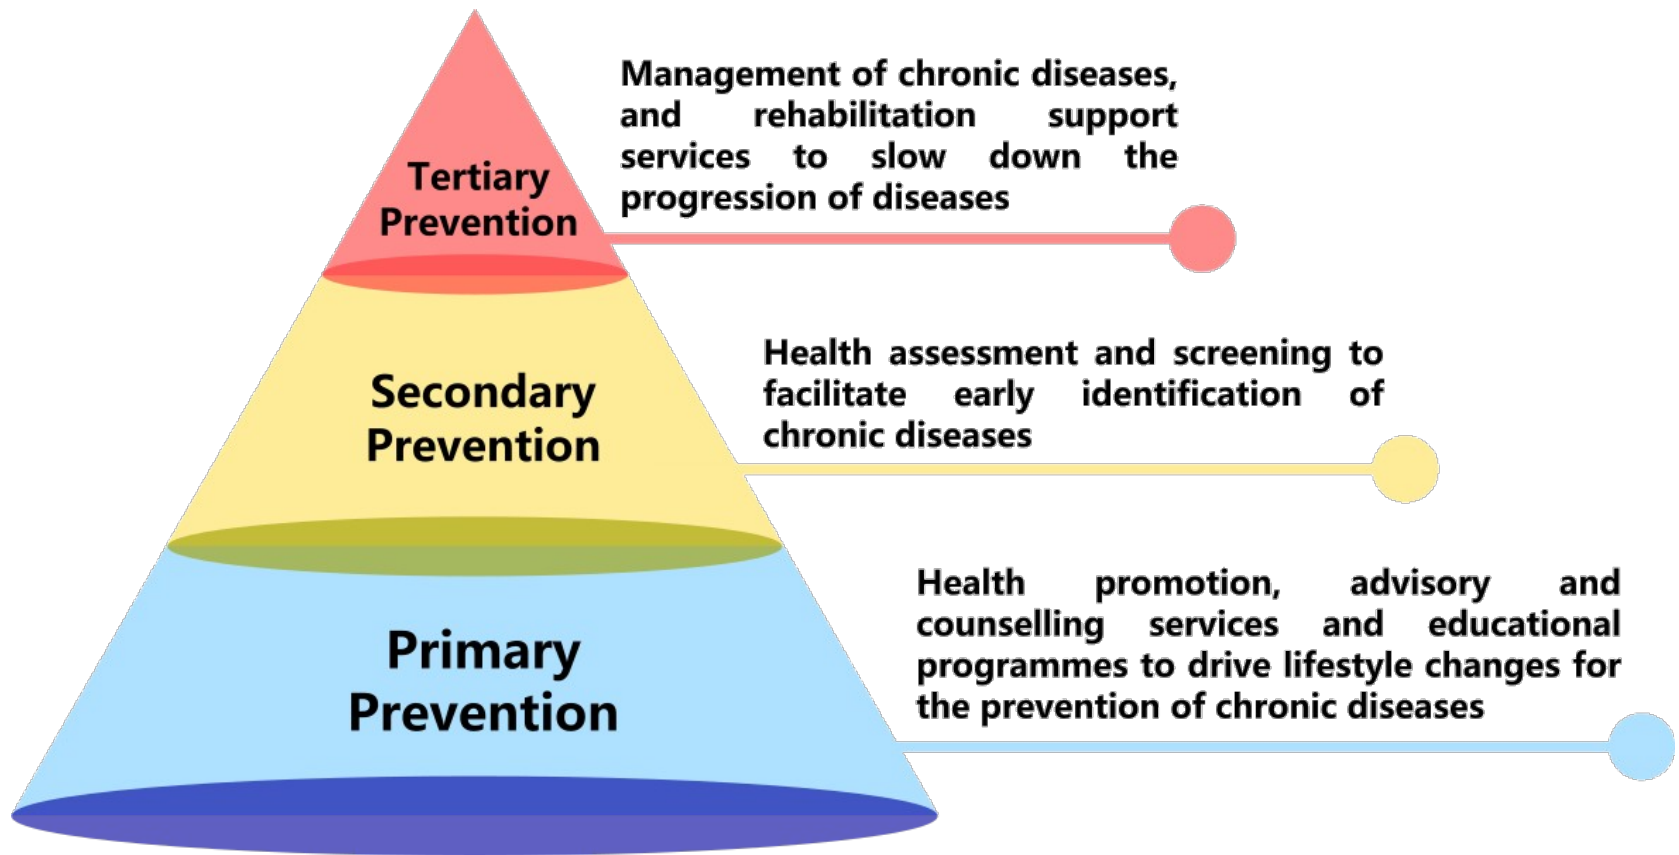 Tertiary
Prevention
Management of chronic diseases,
and rehabilitation support
services to slow down the
progression of diseases
Secondary
Prevention
Health assessment and screening to
facilitate early identification of
chronic diseases
Primary
Prevention
Health promotion, advisory and
counselling services and educational
programmes to drive lifestyle changes for
the prevention of chronic diseases